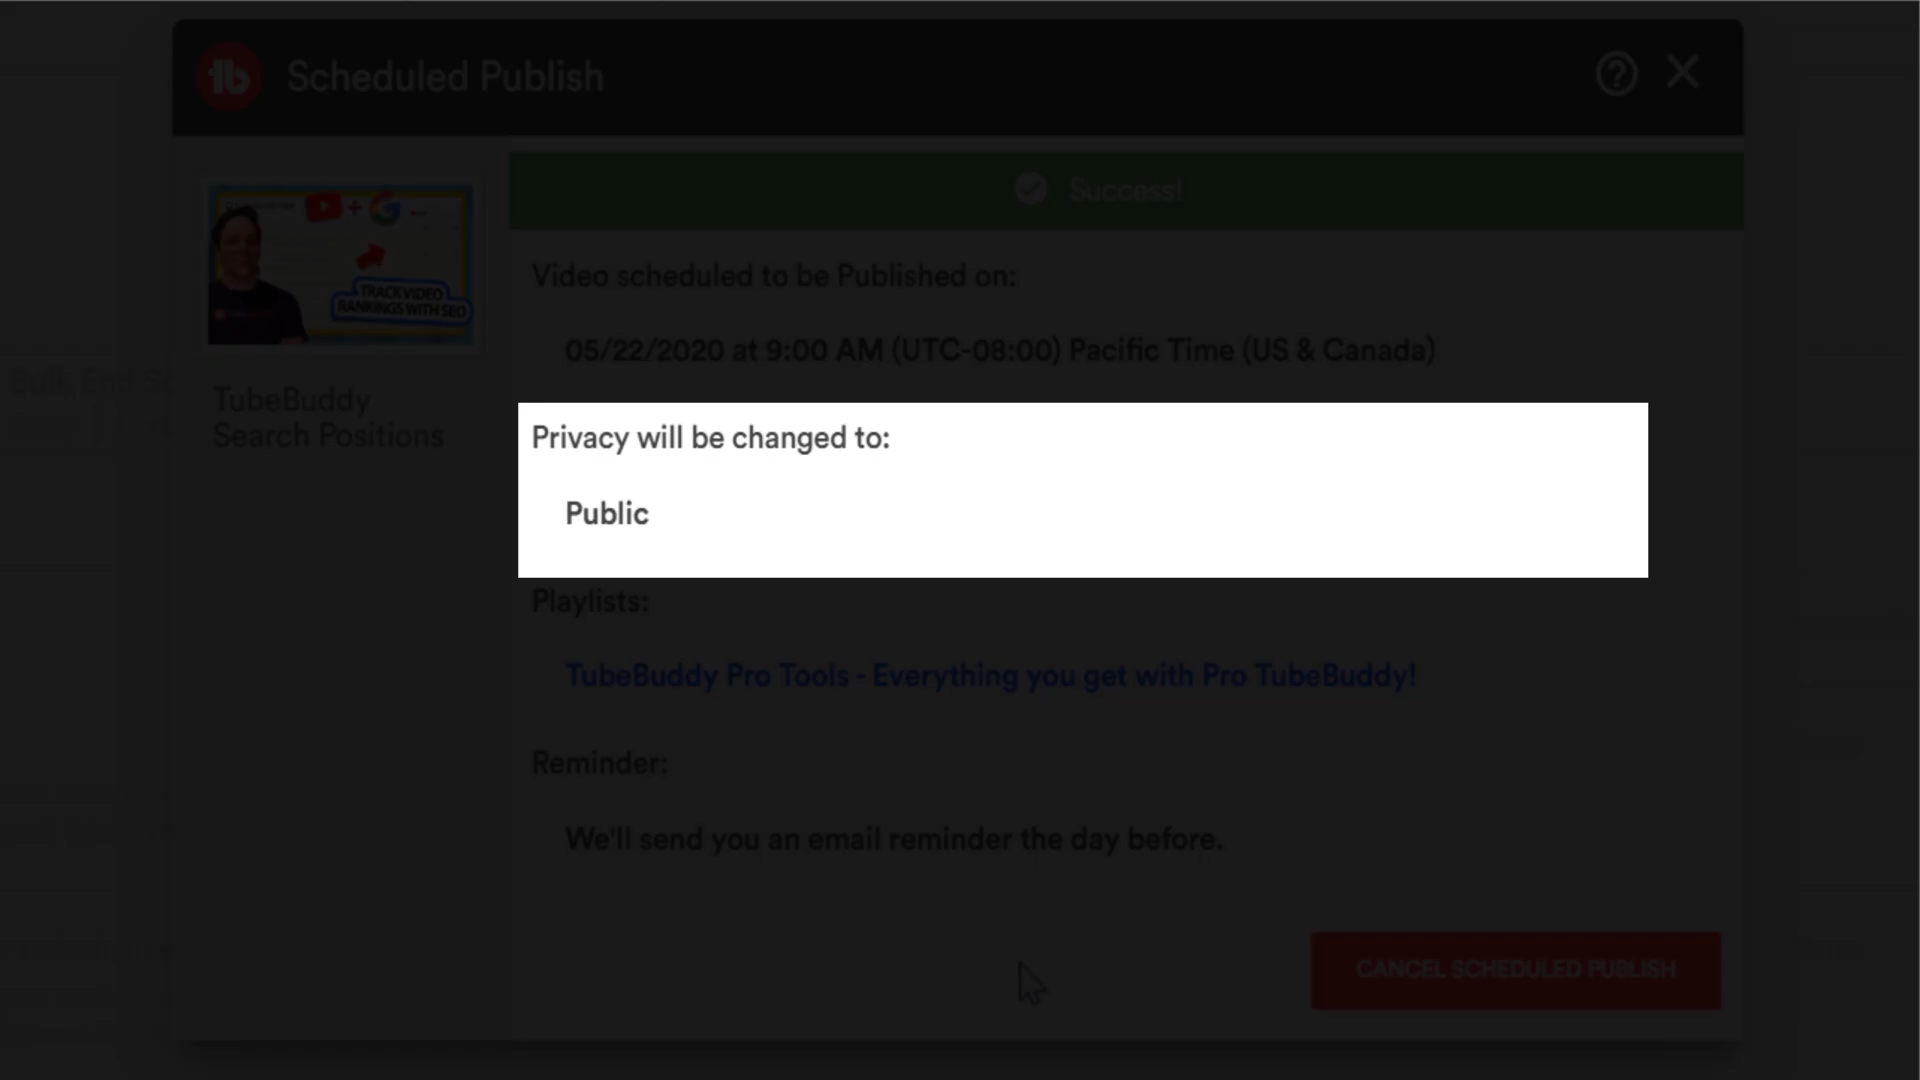 Scheduled Publish
Success!
TRACK VIDEO
RANKINGS WITH SEO
TubeBuddy
Search Positions
Video scheduled to be Published on:
05/22/2020 at 9:00 AM (UTC-08:00) Pacific Time (US & Canada)
Privacy will be changed to:
Public
Playlists:
TubeBuddy Pro Tools - Everything you get with Pro TubeBuddy!
Reminder:
We'll send you an email reminder the day before.
CANCEL SCHEDULED PUBLISH